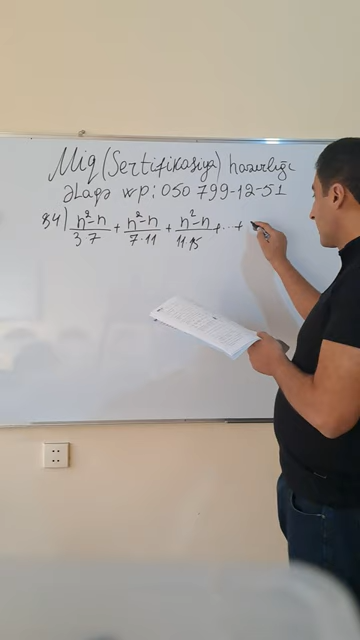 Miq (Sertifikasiya) hazırlığı
Əlaqə wp: 050 799-12-51
84) n²-n/3·7 + n²-n/7·11 + n²-n/11·15 + ... +